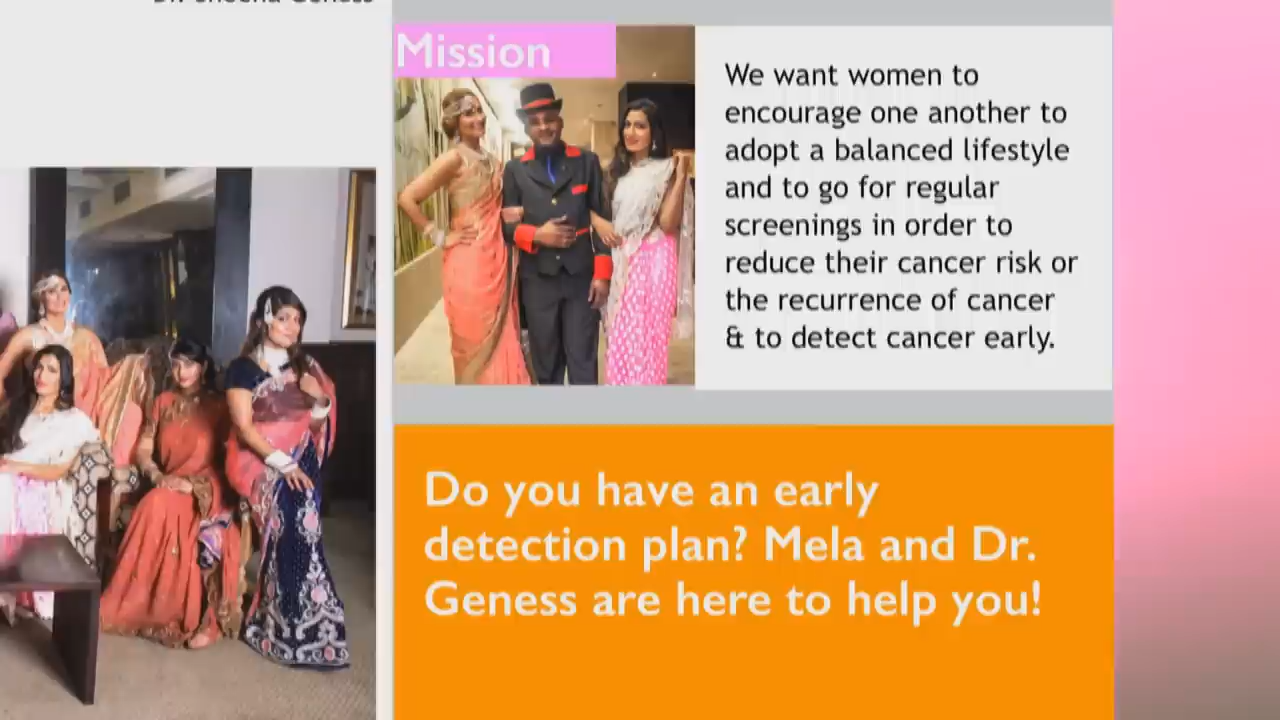 Mission
We want women to
encourage one another to
adopt a balanced lifestyle
and to go for regular
screenings in order to
reduce their cancer risk or
the recurrence of cancer
& to detect cancer early.
Do you have an early
detection plan? Mela and Dr.
Geness are here to help you!